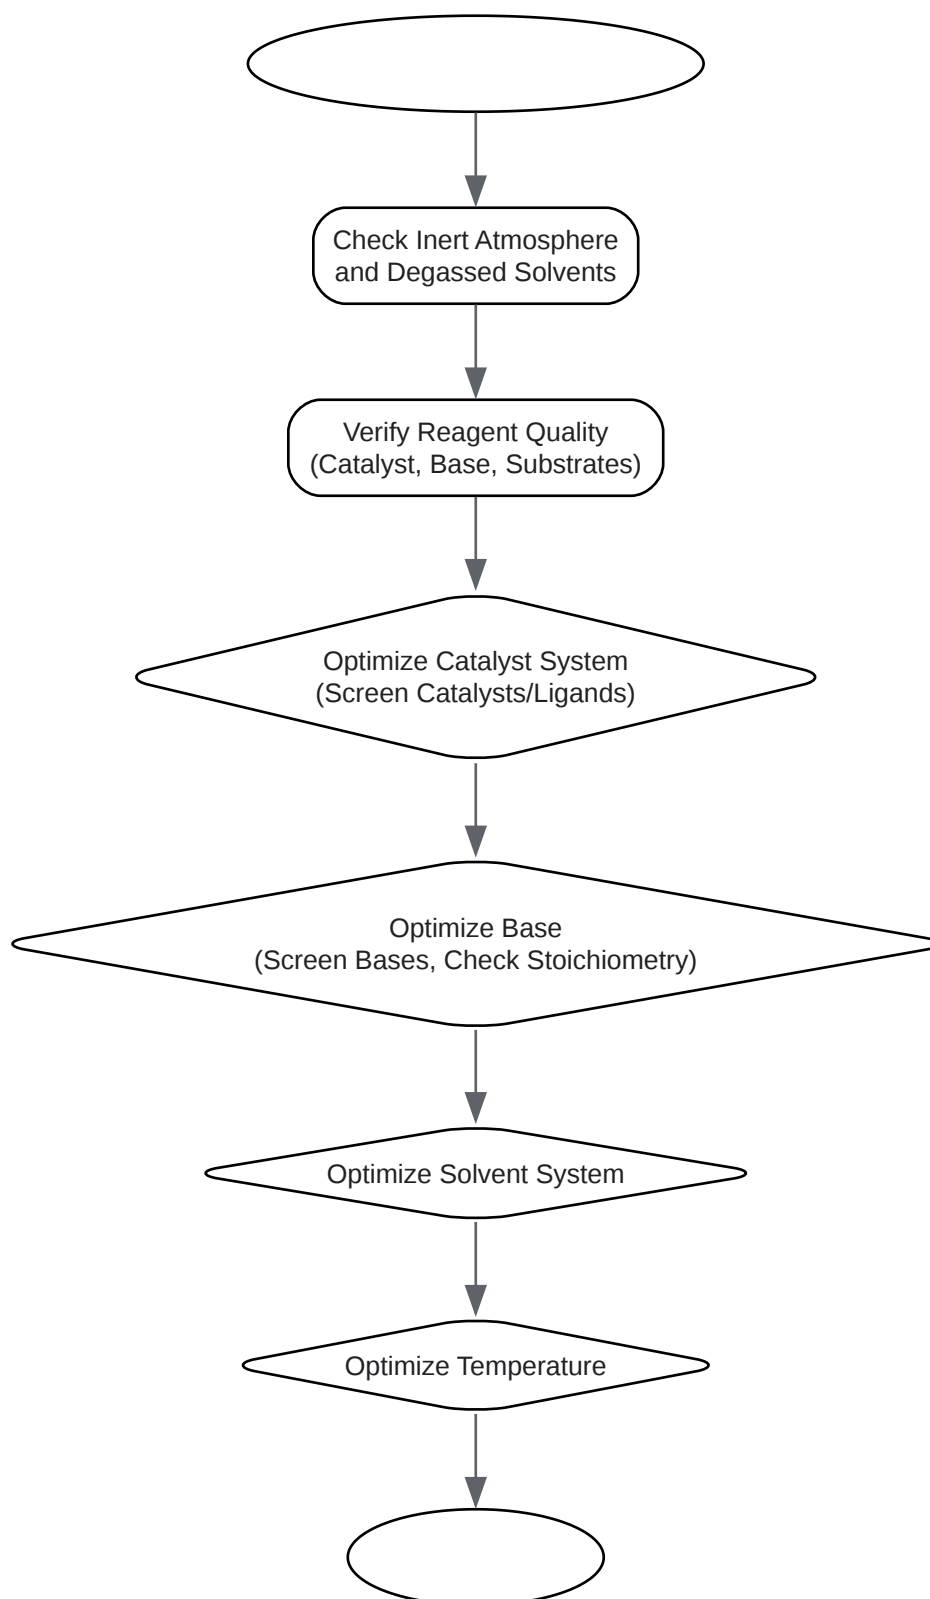 Check Inert Atmosphere
and Degassed Solvents
Verify Reagent Quality
(Catalyst, Base, Substrates)
Optimize Catalyst System
(Screen Catalysts/Ligands)
Optimize Base
(Screen Bases, Check Stoichiometry)
Optimize Solvent System
Optimize Temperature